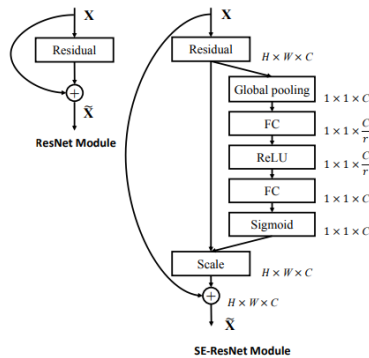 X
Residual
+
X̃
ResNet Module
X
Residual
H × W × C
Global pooling
1 × 1 × C
FC
1 × 1 × C/r
ReLU
1 × 1 × C/r
FC
1 × 1 × C
Sigmoid
1 × 1 × C
Scale
H × W × C
+
H × W × C
X̃
SE-ResNet Module